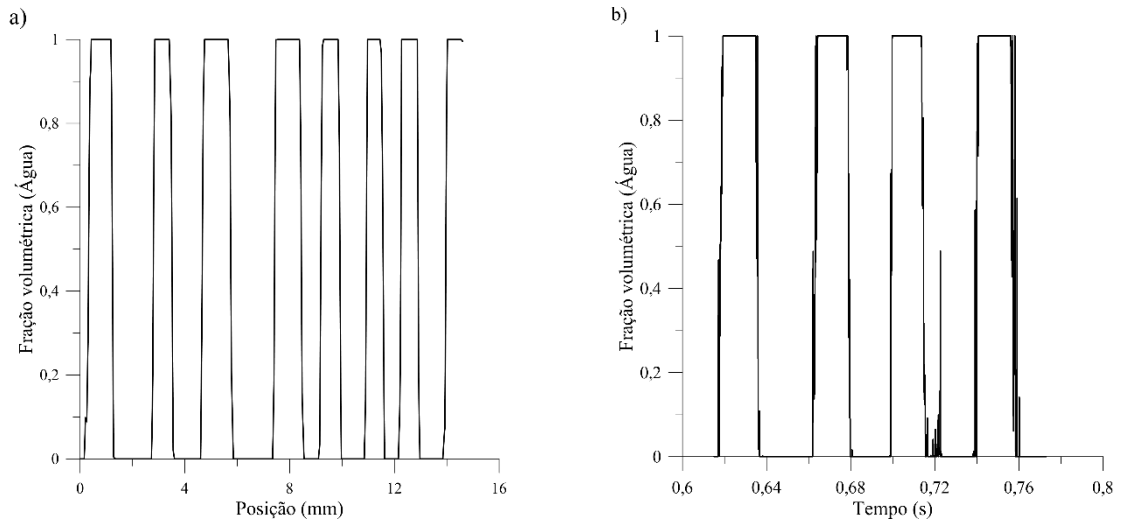 a)
Fração volumétrica (Água)
1
0,8
0,6
0,4
0,2
0
0 4 8 12 16
Posição (mm)
b)
Fração volumétrica (Água)
1
0,8
0,6
0,4
0,2
0
0,6 0,64 0,68 0,72 0,76 0,8
Tempo (s)